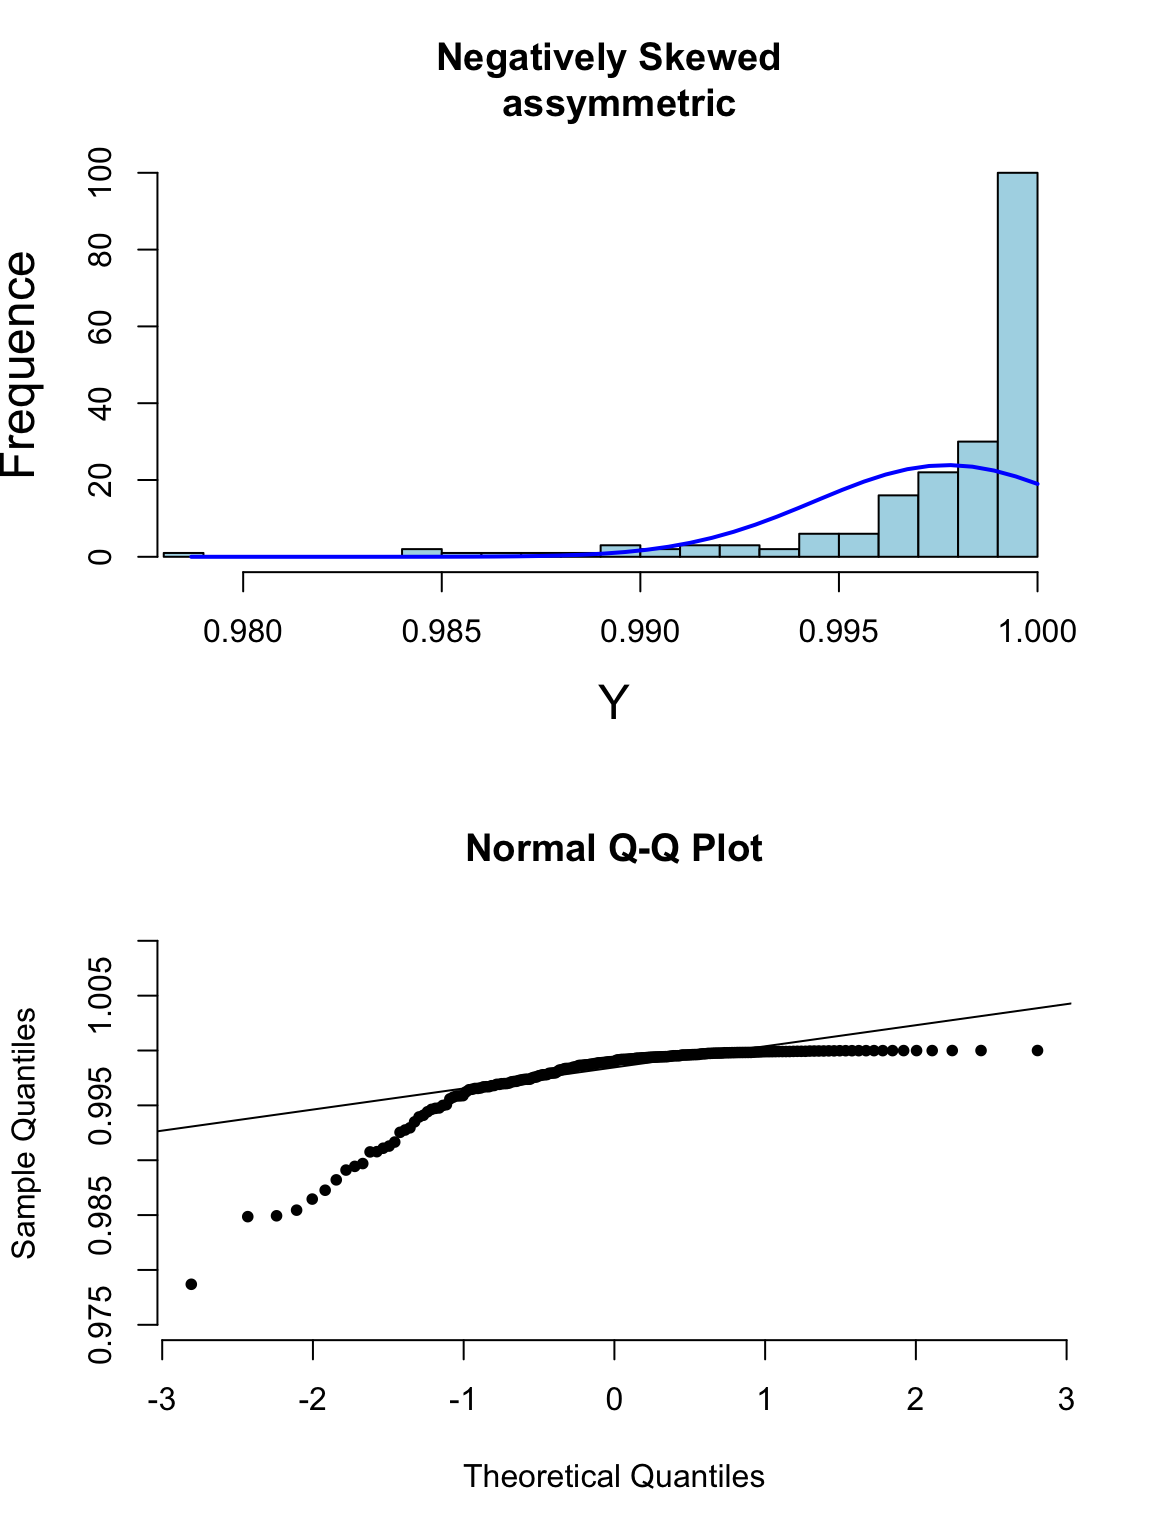 Negatively Skewed
assymmetric
Frequence
100
80
60
40
20
0
0.980 0.985 0.990 0.995 1.000
Y
Normal Q-Q Plot
Sample Quantiles
1.005
0.995
0.985
0.975
-3 -2 -1 0 1 2 3
Theoretical Quantiles